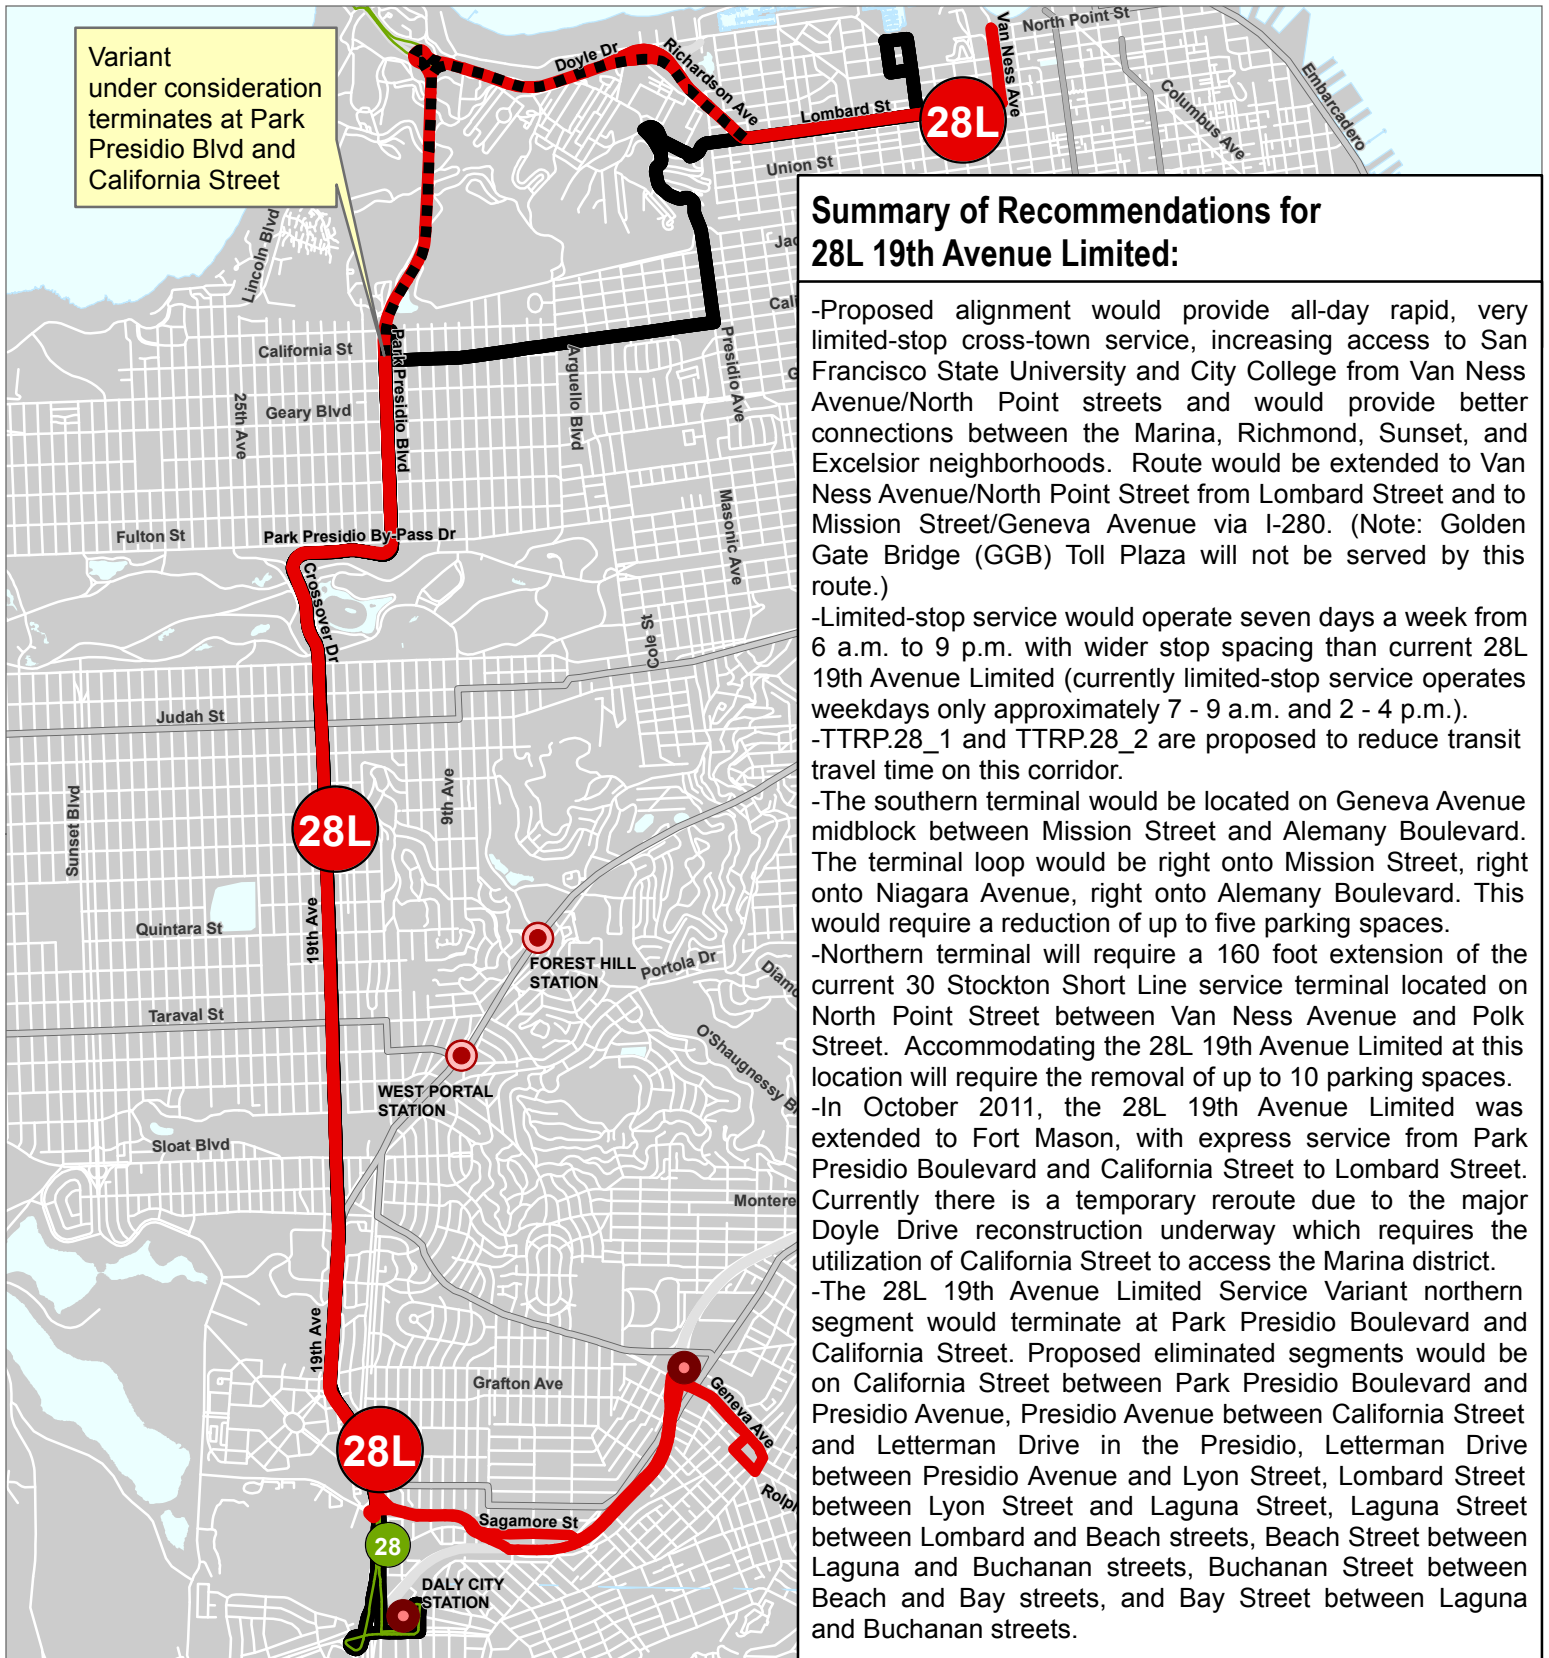 Variant
under consideration
terminates at Park
Presidio Blvd and
California Street
Doyle Dr
Richardson Ave
Lombard St
Van Ness Ave
North Point St
Columbus Ave
Embarcadero
28L
Union St
Lincoln Blvd
California St
Park Presidio Blvd
Geary Blvd
25th Ave
Arguello Blvd
Presidio Ave
Masonic Ave
Fulton St
Park Presidio By-Pass Dr
Crossover Dr
Cole St
Judah St
9th Ave
Sunset Blvd
28L
19th Ave
Quintara St
FOREST HILL
STATION
Portola Dr
Diamo
Taraval St
O'Shaugnessy B
WEST PORTAL
STATION
Sloat Blvd
Montere
19th Ave
Grafton Ave
Geneva Ave
28L
Rolph
Sagamore St
28
DALY CITY
STATION
Summary of Recommendations for
28L 19th Avenue Limited:
-Proposed alignment would provide all-day rapid, very
limited-stop cross-town service, increasing access to San
Francisco State University and City College from Van Ness
Avenue/North Point streets and would provide better
connections between the Marina, Richmond, Sunset, and
Excelsior neighborhoods. Route would be extended to Van
Ness Avenue/North Point Street from Lombard Street and to
Mission Street/Geneva Avenue via I-280. (Note: Golden
Gate Bridge (GGB) Toll Plaza will not be served by this
route.)
-Limited-stop service would operate seven days a week from
6 a.m. to 9 p.m. with wider stop spacing than current 28L
19th Avenue Limited (currently limited-stop service operates
weekdays only approximately 7 - 9 a.m. and 2 - 4 p.m.).
-TTRP.28_1 and TTRP.28_2 are proposed to reduce transit
travel time on this corridor.
-The southern terminal would be located on Geneva Avenue
midblock between Mission Street and Alemany Boulevard.
The terminal loop would be right onto Mission Street, right
onto Niagara Avenue, right onto Alemany Boulevard. This
would require a reduction of up to five parking spaces.
-Northern terminal will require a 160 foot extension of the
current 30 Stockton Short Line service terminal located on
North Point Street between Van Ness Avenue and Polk
Street. Accommodating the 28L 19th Avenue Limited at this
location will require the removal of up to 10 parking spaces.
-In October 2011, the 28L 19th Avenue Limited was
extended to Fort Mason, with express service from Park
Presidio Boulevard and California Street to Lombard Street.
Currently there is a temporary reroute due to the major
Doyle Drive reconstruction underway which requires the
utilization of California Street to access the Marina district.
-The 28L 19th Avenue Limited Service Variant northern
segment would terminate at Park Presidio Boulevard and
California Street. Proposed eliminated segments would be
on California Street between Park Presidio Boulevard and
Presidio Avenue, Presidio Avenue between California Street
and Letterman Drive in the Presidio, Letterman Drive
between Presidio Avenue and Lyon Street, Lombard Street
between Lyon Street and Laguna Street, Laguna Street
between Lombard and Beach streets, Beach Street between
Laguna and Buchanan streets, Buchanan Street between
Beach and Bay streets, and Bay Street between Laguna
and Buchanan streets.